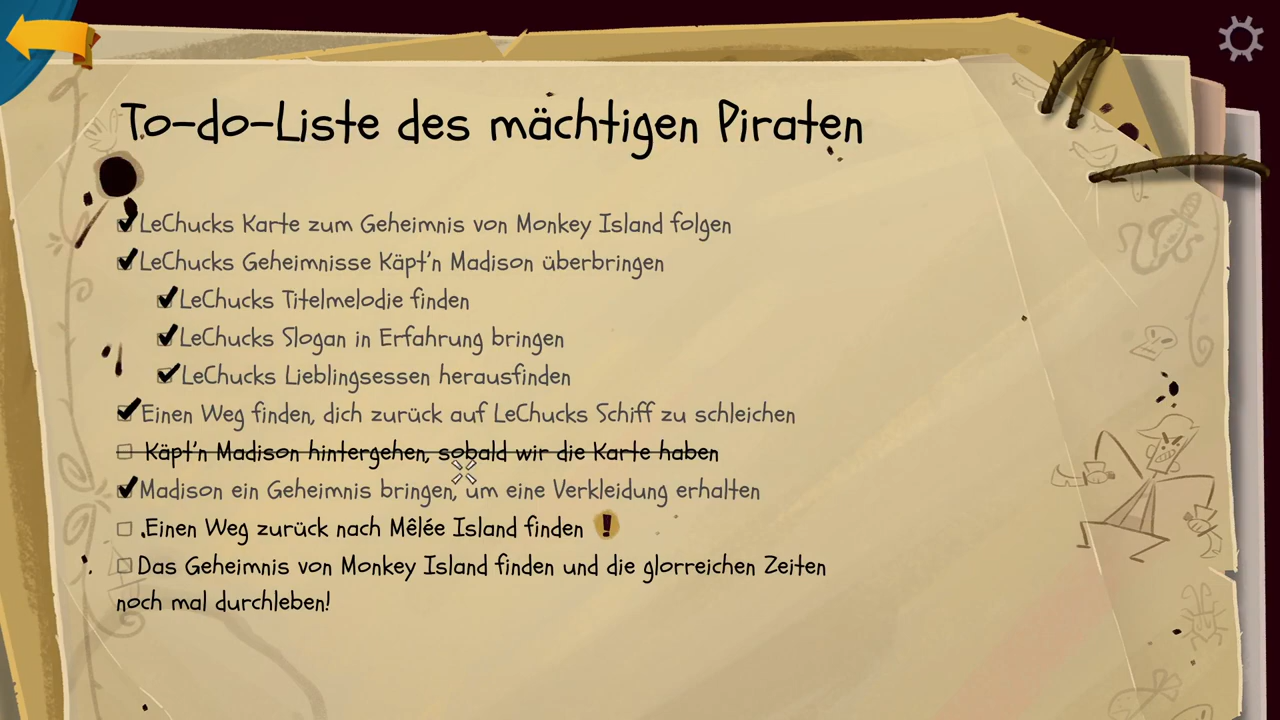 To-do-Liste des mächtigen Piraten
LeChucks Karte zum Geheimnis von Monkey Island folgen
LeChucks Geheimnisse Käpt'n Madison überbringen
LeChucks Titelmelodie finden
LeChucks Slogan in Erfahrung bringen
LeChucks Lieblingsessen herausfinden
Einen Weg finden, dich zurück auf LeChucks Schiff zu schleichen
Käpt'n Madison hintergehen, sobald wir die Karte haben
Madison ein Geheimnis bringen, um eine Verkleidung erhalten
Einen Weg zurück nach Mêlée Island finden !
Das Geheimnis von Monkey Island finden und die glorreichen Zeiten
noch mal durchleben!